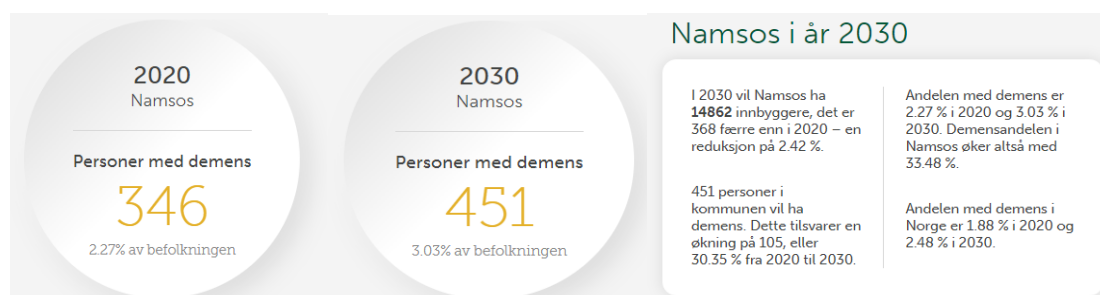 2020
Namsos
Personer med demens
346
2.27% av befolkningen
2030
Namsos
Personer med demens
451
3.03% av befolkningen
Namsos i år 2030
I 2030 vil Namsos ha
14862 innbyggere, det er
368 færre enn i 2020 – en
reduksjon på 2.42 %.
451 personer i
kommunen vil ha
demens. Dette tilsvarer en
økning på 105, eller
30.35 % fra 2020 til 2030.
Andelen med demens er
2.27 % i 2020 og 3.03 % i
2030. Demensandelen i
Namsos øker altså med
33.48 %.
Andelen med demens i
Norge er 1.88 % i 2020 og
2.48 % i 2030.